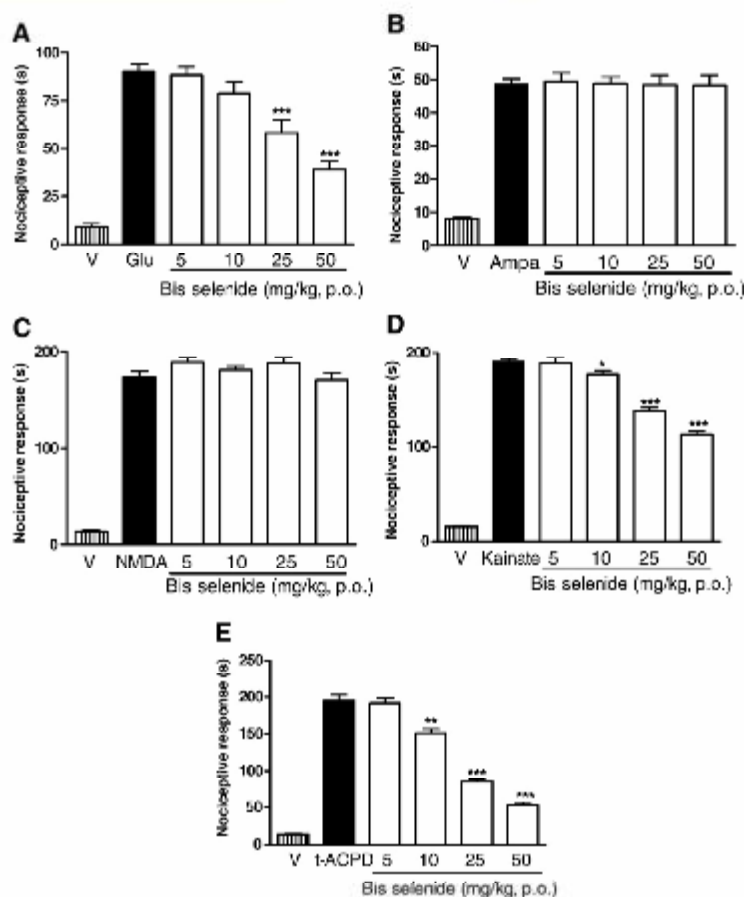 A
Nociceptive response (s)
100
75
50
25
0
***
***
V Glu 5 10 25 50
Bis selenide (mg/kg, p.o.)
B
Nociceptive response (s)
60
50
40
30
20
10
0
V Ampa 5 10 25 50
Bis selenide (mg/kg, p.o.)
C
Nociceptive response (s)
200
100
0
V NMDA 5 10 25 50
Bis selenide (mg/kg, p.o.)
D
Nociceptive response (s)
200
100
0
*
***
***
V Kainate 5 10 25 50
Bis selenide (mg/kg, p.o.)
E
Nociceptive response (s)
250
200
150
100
50
0
**
***
***
V t-ACPD 5 10 25 50
Bis selenide (mg/kg, p.o.)